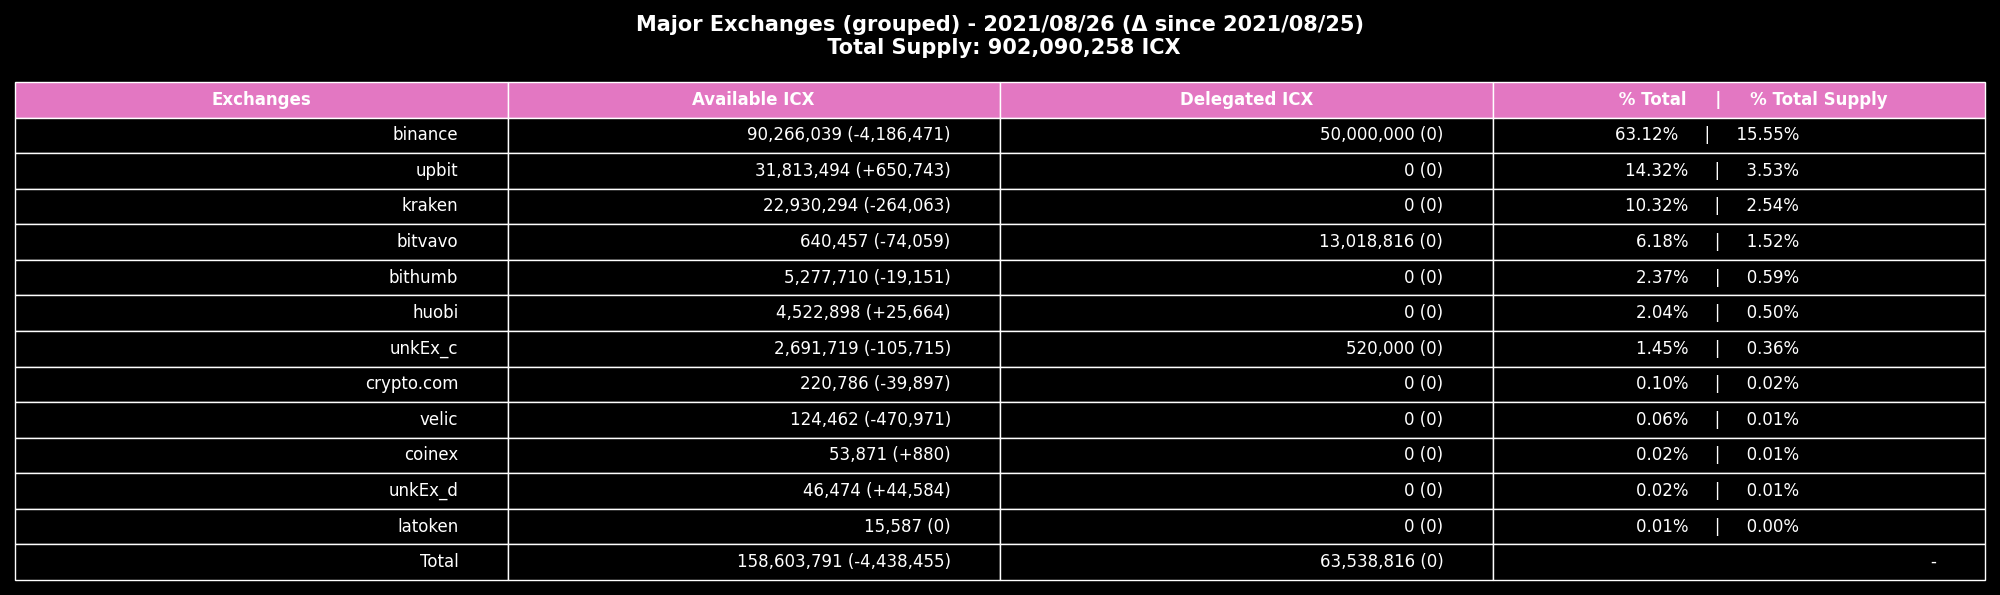 Major Exchanges (grouped) - 2021/08/26 (Δ since 2021/08/25)
Total Supply: 902,090,258 ICX
Exchanges Available ICX Delegated ICX % Total | % Total Supply
binance 90,266,039 (-4,186,471) 50,000,000 (0) 63.12% | 15.55%
upbit 31,813,494 (+650,743) 0 (0) 14.32% | 3.53%
kraken 22,930,294 (-264,063) 0 (0) 10.32% | 2.54%
bitvavo 640,457 (-74,059) 13,018,816 (0) 6.18% | 1.52%
bithumb 5,277,710 (-19,151) 0 (0) 2.37% | 0.59%
huobi 4,522,898 (+25,664) 0 (0) 2.04% | 0.50%
unkEx_c 2,691,719 (-105,715) 520,000 (0) 1.45% | 0.36%
crypto.com 220,786 (-39,897) 0 (0) 0.10% | 0.02%
velic 124,462 (-470,971) 0 (0) 0.06% | 0.01%
coinex 53,871 (+880) 0 (0) 0.02% | 0.01%
unkEx_d 46,474 (+44,584) 0 (0) 0.02% | 0.01%
latoken 15,587 (0) 0 (0) 0.01% | 0.00%
Total 158,603,791 (-4,438,455) 63,538,816 (0) -